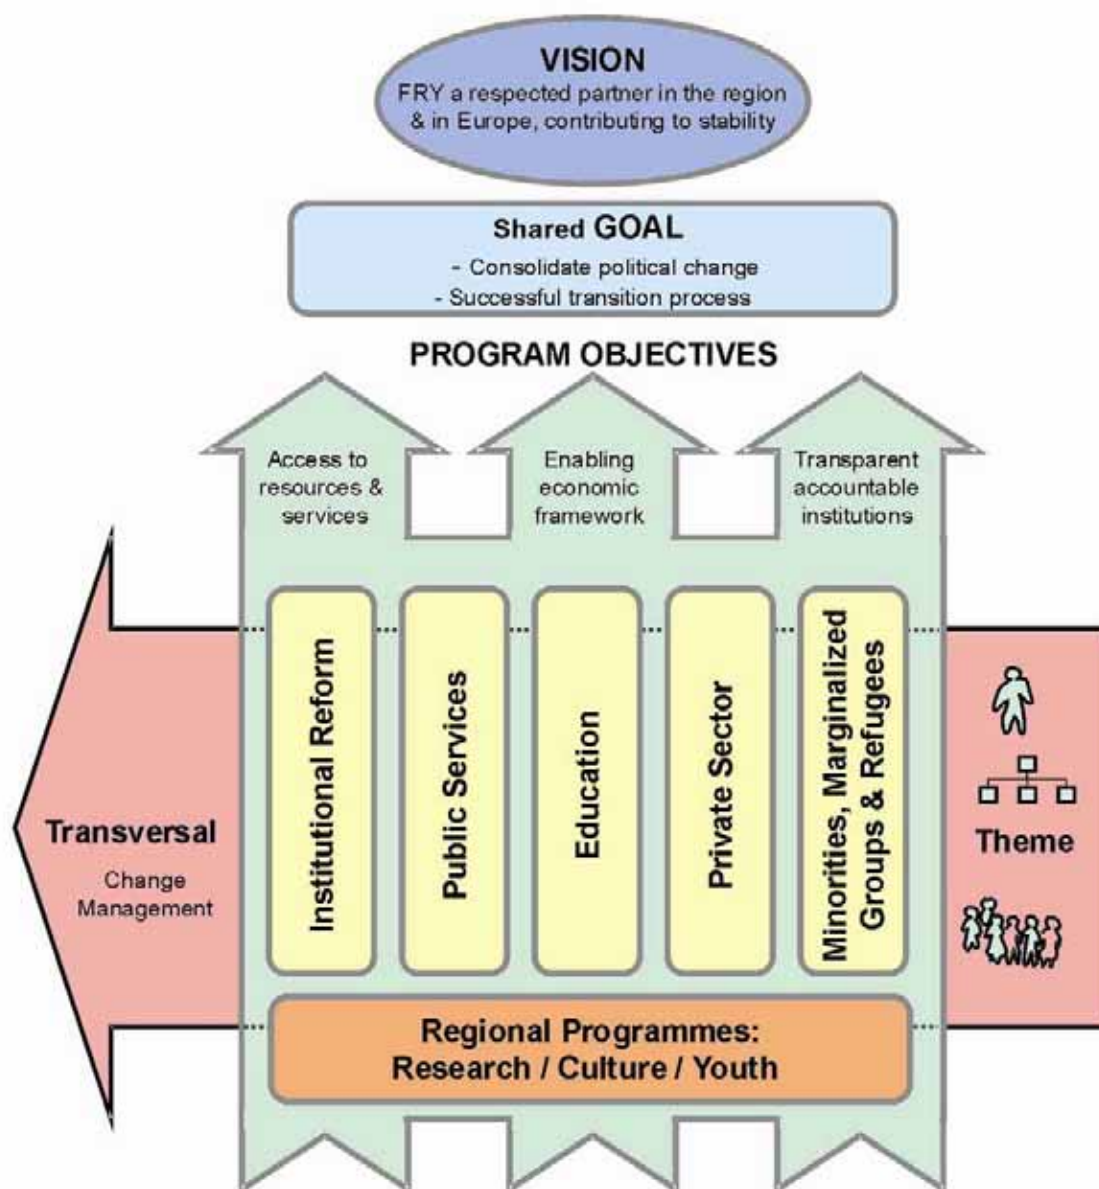 VISION
FRY a respected partner in the region
& in Europe, contributing to stability
Shared GOAL
- Consolidate political change
- Successful transition process
PROGRAM OBJECTIVES
Access to
resources &
services
Enabling
economic
framework
Transparent
accountable
institutions
Transversal
Change
Management
Institutional Reform
Public Services
Education
Private Sector
Minorities, Marginalized
Groups & Refugees
Theme
Regional Programmes:
Research / Culture / Youth